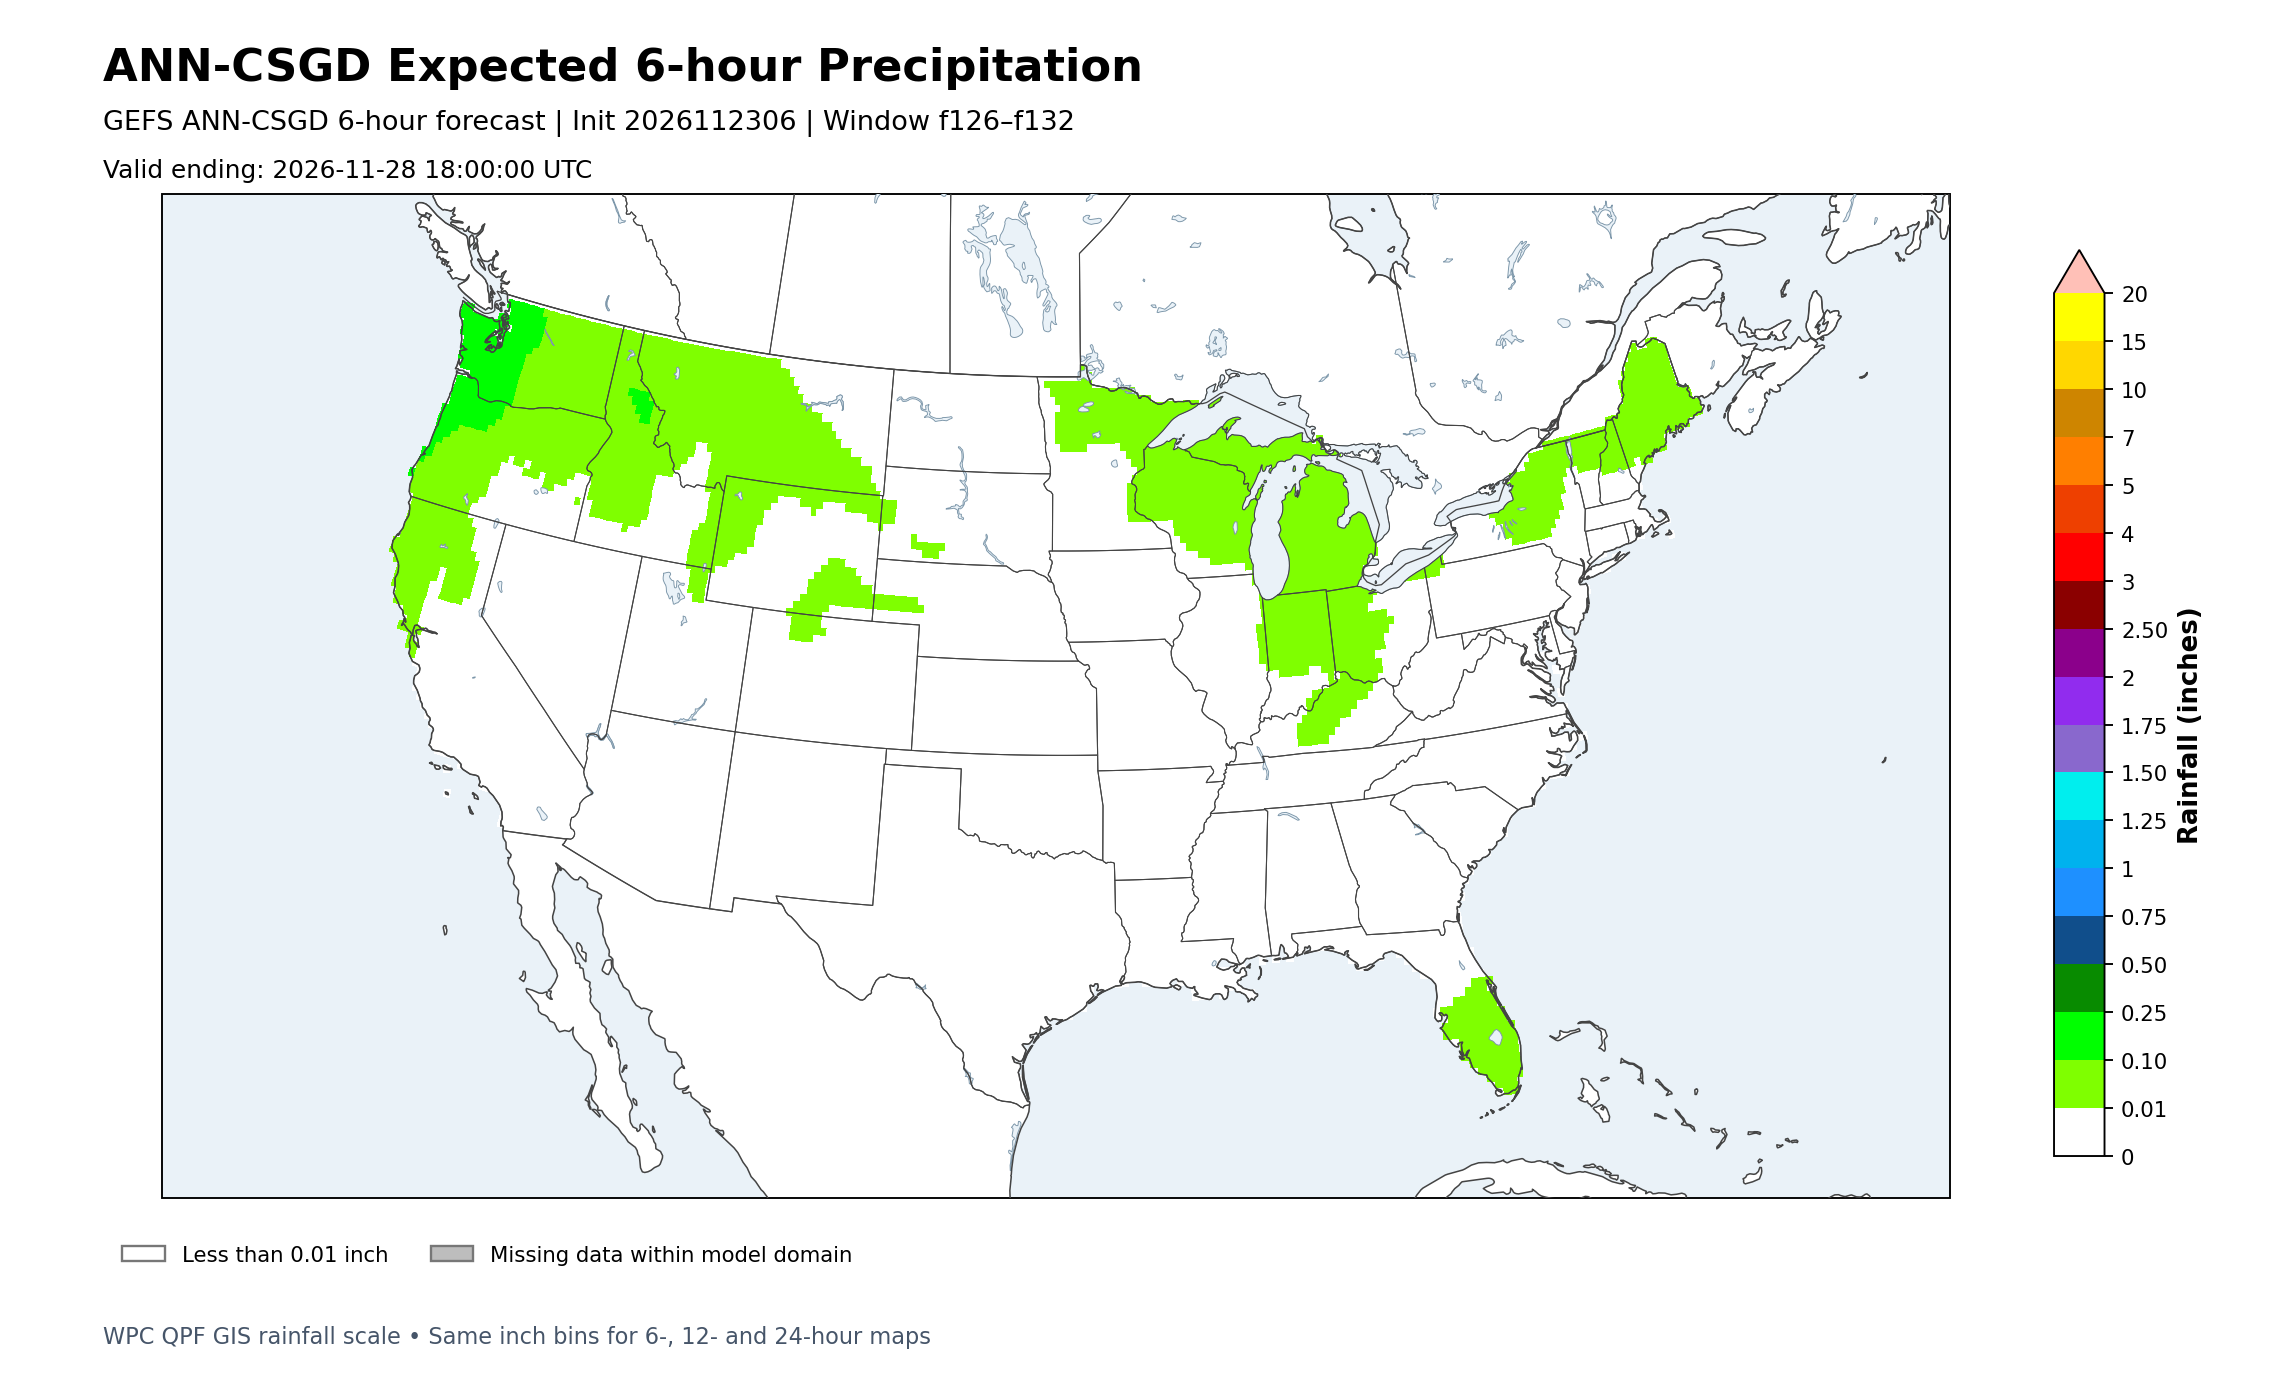 ANN-CSGD Expected 6-hour Precipitation
GEFS ANN-CSGD 6-hour forecast | Init 2026112306 | Window f126–f132
Valid ending: 2026-11-28 18:00:00 UTC
20
15
10
7
5
4
3
2.50
2
1.75
1.50
1.25
1
0.75
0.50
0.25
0.10
0.01
0
Rainfall (inches)
Less than 0.01 inch
Missing data within model domain
WPC QPF GIS rainfall scale • Same inch bins for 6-, 12- and 24-hour maps